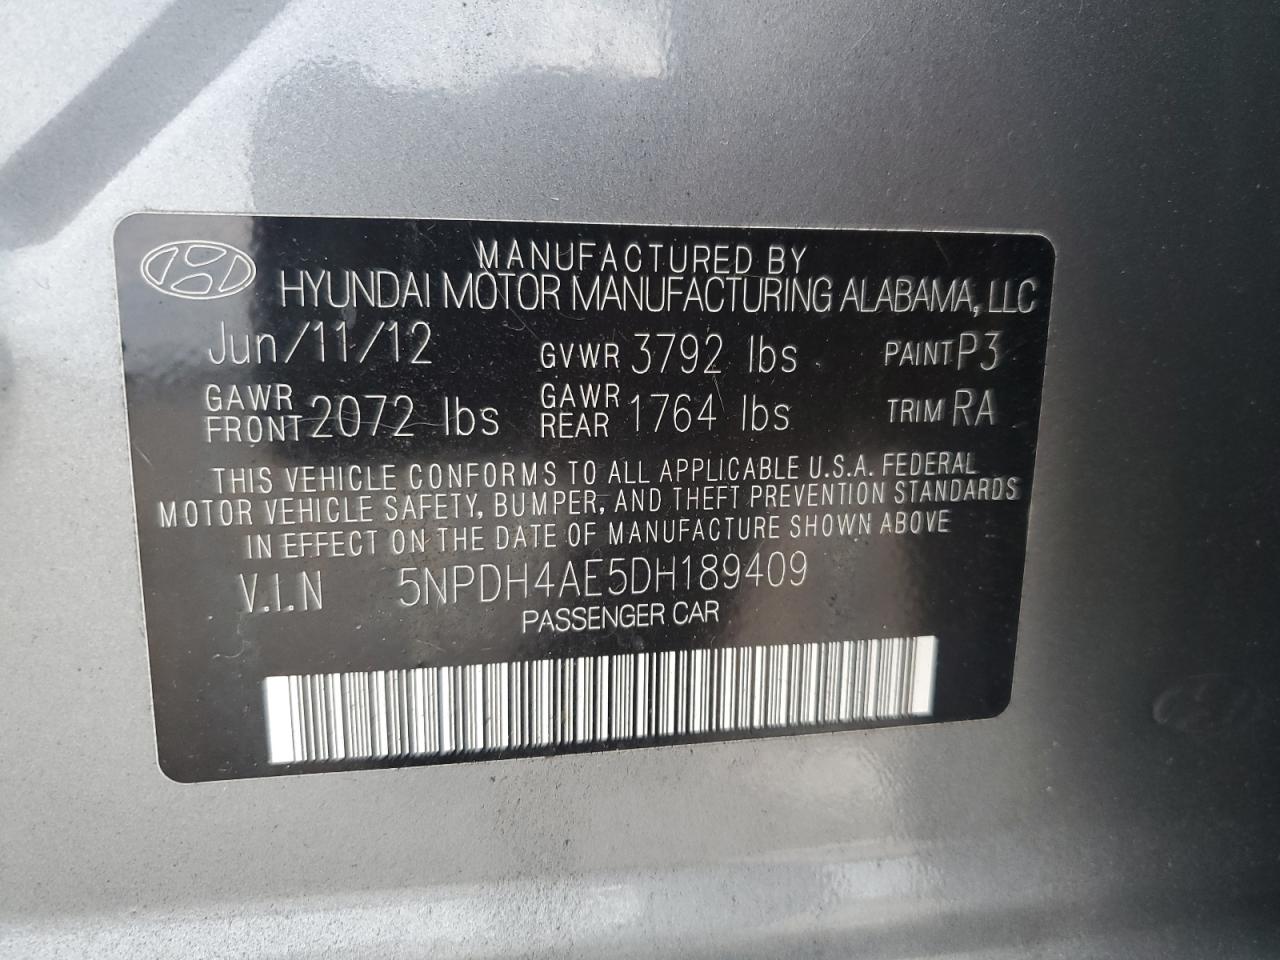 MANUFACTURED BY
HYUNDAI MOTOR MANUFACTURING ALABAMA, LLC
Jun/11/12 GVWR 3792 lbs PAINT P3
GAWR FRONT 2072 lbs GAWR REAR 1764 lbs TRIM RA
THIS VEHICLE CONFORMS TO ALL APPLICABLE U.S.A. FEDERAL
MOTOR VEHICLE SAFETY, BUMPER, AND THEFT PREVENTION STANDARDS
IN EFFECT ON THE DATE OF MANUFACTURE SHOWN ABOVE
V.I.N 5NPDH4AE5DH189409
PASSENGER CAR